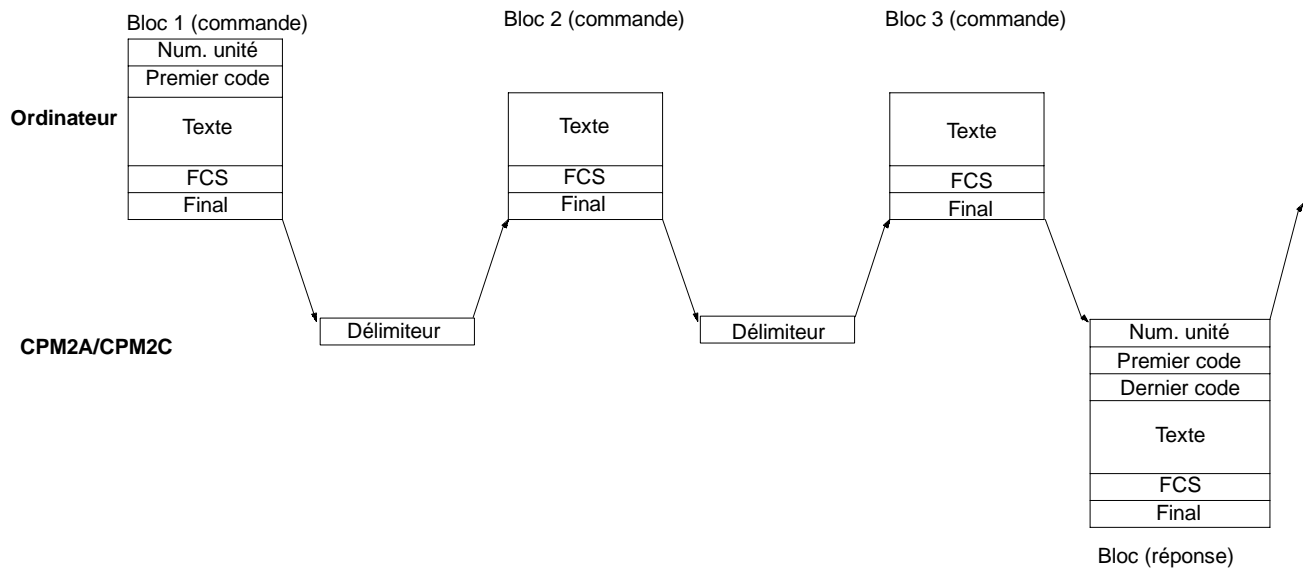 Bloc 1 (commande)
Num. unité
Premier code
Texte
FCS
Final
Bloc 2 (commande)
Texte
FCS
Final
Bloc 3 (commande)
Texte
FCS
Final
Ordinateur
Délimiteur
Délimiteur
CPM2A/CPM2C
Num. unité
Premier code
Dernier code
Texte
FCS
Final
Bloc (réponse)